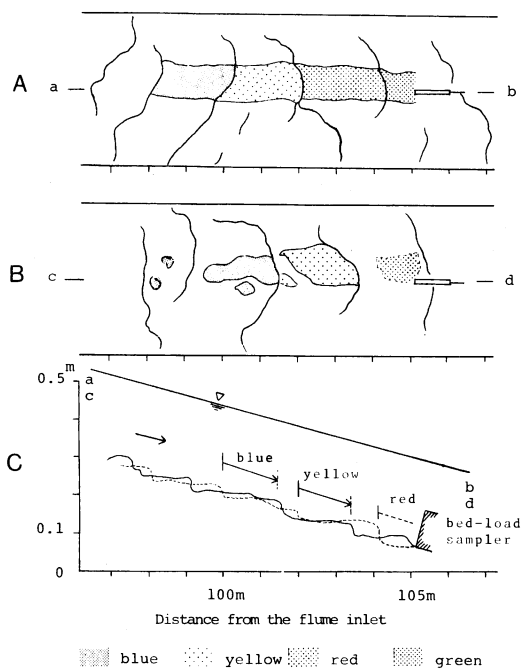 A a b
B c d
m
0.5 a
c
C blue
yellow b
red d
bed-load
0.1 sampler
0
100m 105m
Distance from the flume inlet
blue yellow red green